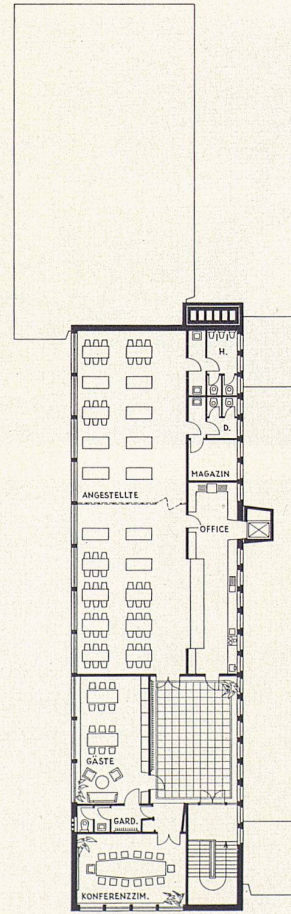 H.
D.
MAGAZIN
ANGESTELLTE
OFFICE
GÄSTE
GARD.
KONFERENZZIM.